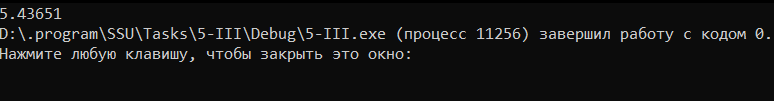 5.43651
D:\.program\SSU\Tasks\5-III\Debug\5-III.exe (процесс 11256) завершил работу с кодом 0.
Нажмите любую клавишу, чтобы закрыть это окно: